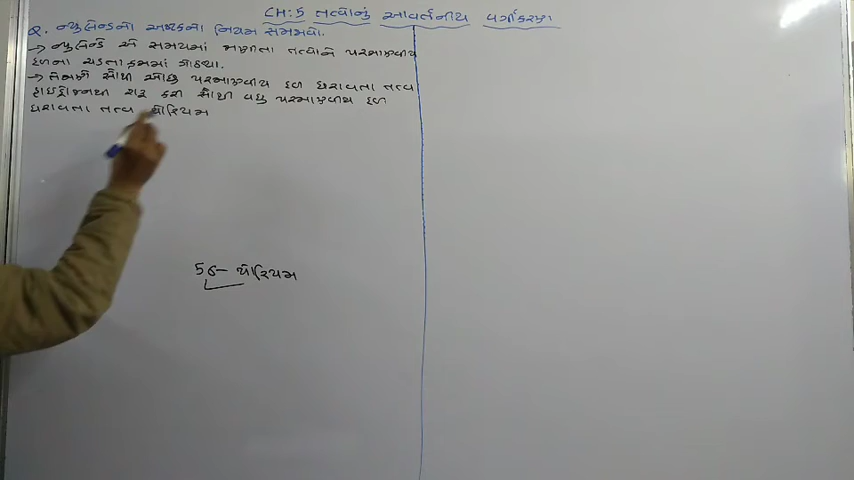 CH:5 તત્વોનું આવર્તનીય વર્ગીકરણ
Q. ન્યુલેન્ડનો અષ્ટકનો નિયમ સમજાવો.
→ ન્યુલેન્ડે એ સમયમાં જાણીતા તત્વોને પરમાણ્વીય
દળના ચડતા ક્રમમાં ગોઠવ્યા.
→ તેમણે સૌથી ઓછુ પરમાણ્વીય દળ ધરાવતા તત્વ
હાઇડ્રોજનથી શરૂ કરી સૌથી વધુ પરમાણ્વીય દળ
ધરાવતા તત્વ થોરિયમ
56 - થોરિયમ